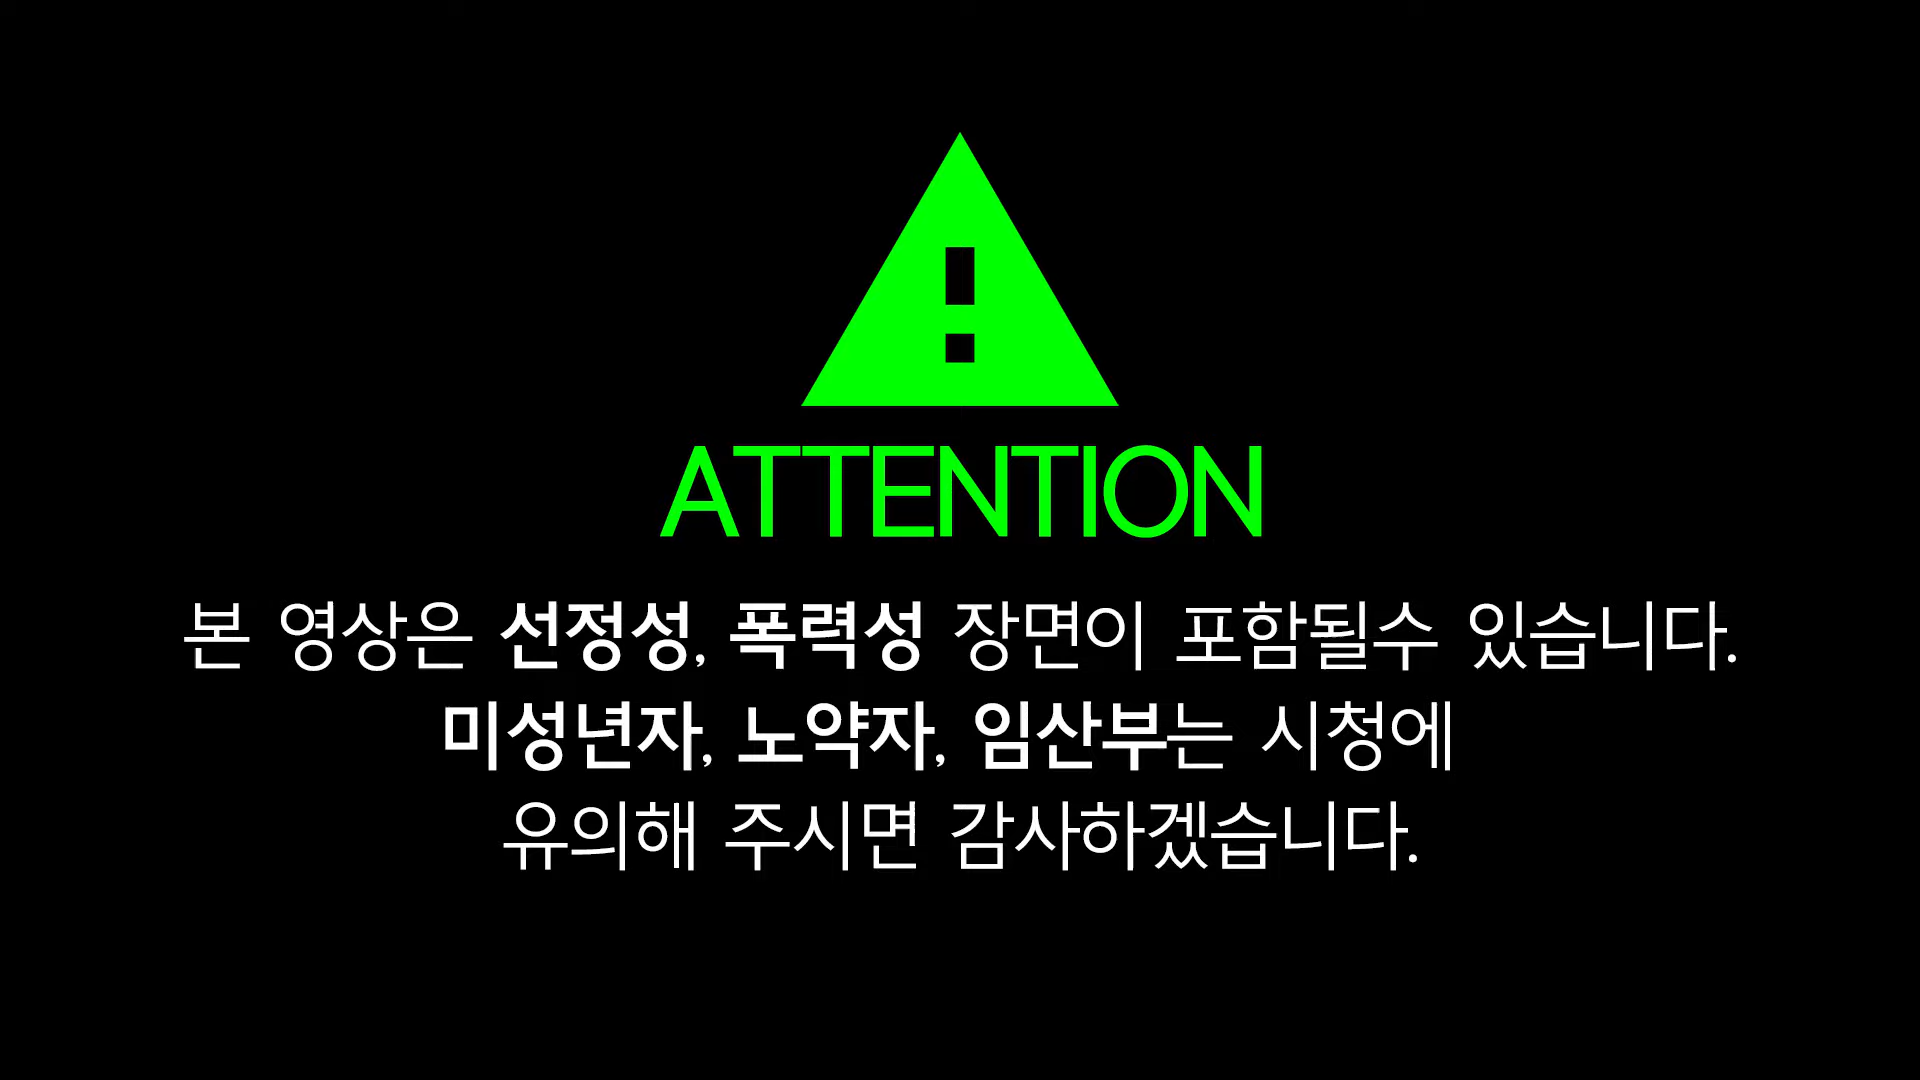 ATTENTION
본 영상은 선정성, 폭력성 장면이 포함될수 있습니다.
미성년자, 노약자, 임산부는 시청에
유의해 주시면 감사하겠습니다.